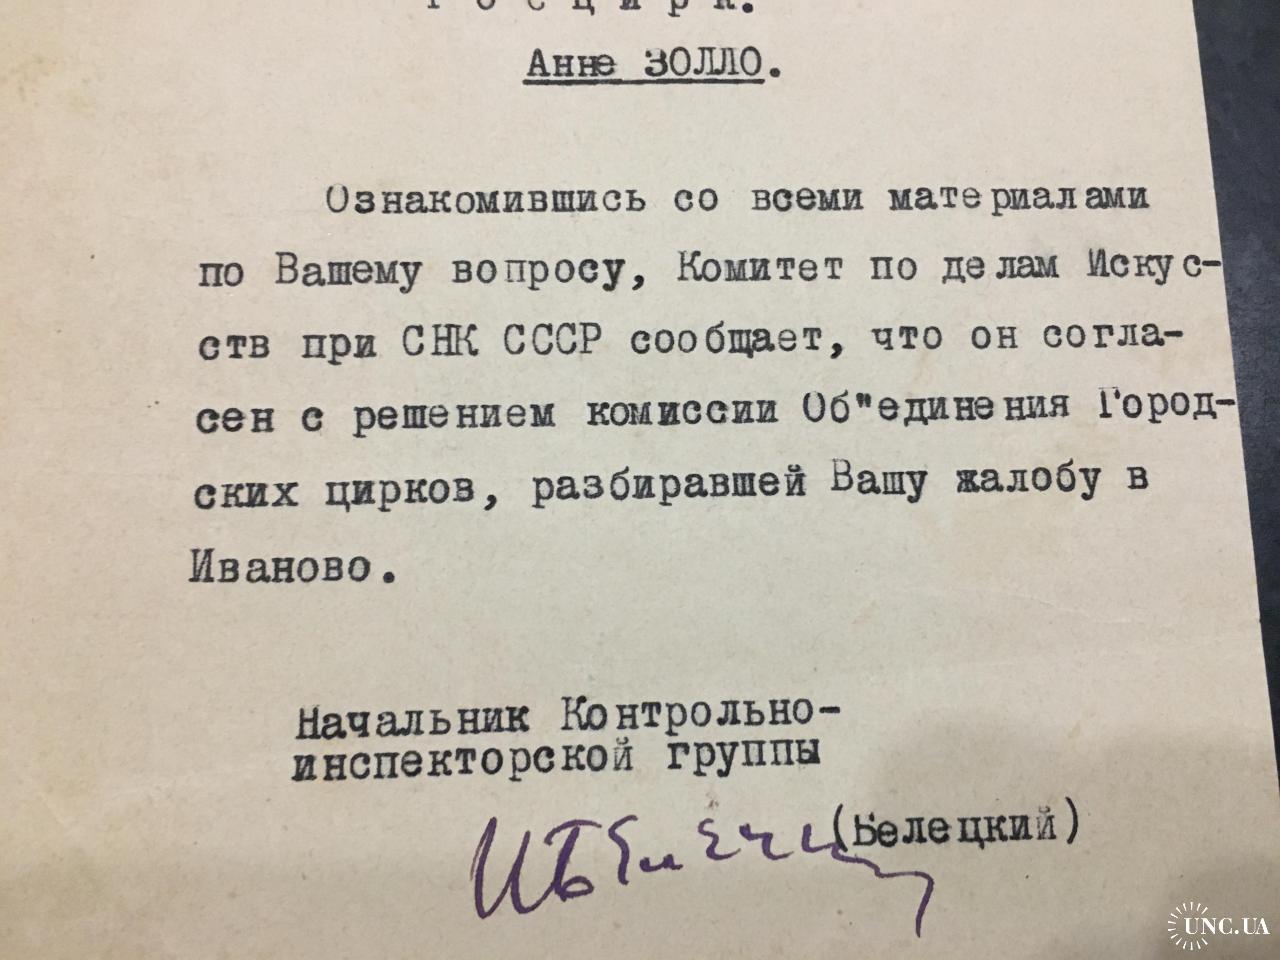 Госцирк.
Анне ЗОЛЛО.
Ознакомившись со всеми материалами
по Вашему вопросу, Комитет по делам Искус-
ств при СНК СССР сообщает, что он согла-
сен с решением комиссии Об"единения Город-
ских цирков, разбиравшей Вашу жалобу в
Иваново.
Начальник Контрольно-
инспекторской группы
(Белецкий)
UNC.UA